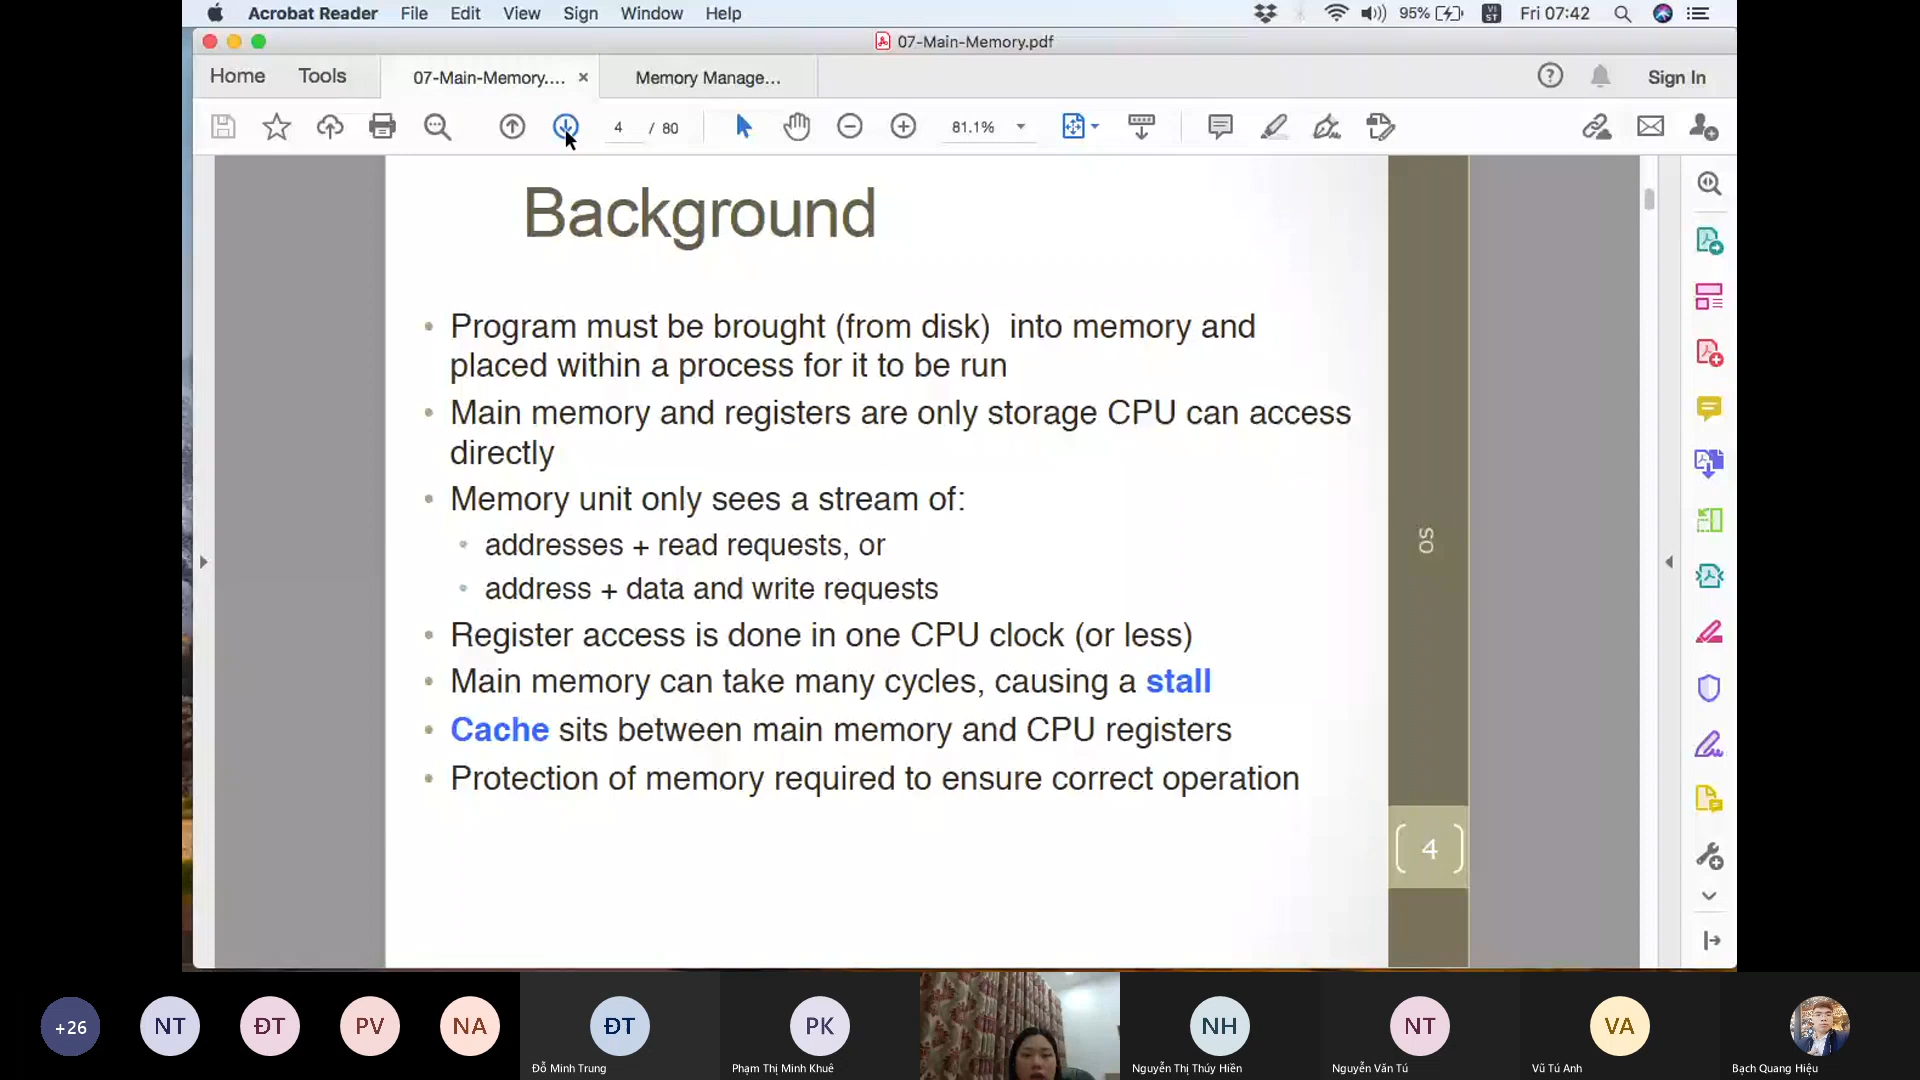 Acrobat Reader File Edit View Sign Window Help 95% VI ST Fri 07:42
07-Main-Memory.pdf
Home Tools 07-Main-Memory.... × Memory Manage... ? Sign In
4 / 80 81.1%
Background
• Program must be brought (from disk) into memory and
placed within a process for it to be run
• Main memory and registers are only storage CPU can access
directly
• Memory unit only sees a stream of:
• addresses + read requests, or
• address + data and write requests
• Register access is done in one CPU clock (or less)
• Main memory can take many cycles, causing a stall
• Cache sits between main memory and CPU registers
• Protection of memory required to ensure correct operation
OS
4
+26 NT ĐT PV NA ĐT PK NH NT VA
Đỗ Minh Trung Phạm Thị Minh Khuê Nguyễn Thị Thúy Hiền Nguyễn Văn Tú Vũ Tú Anh Bạch Quang Hiệu